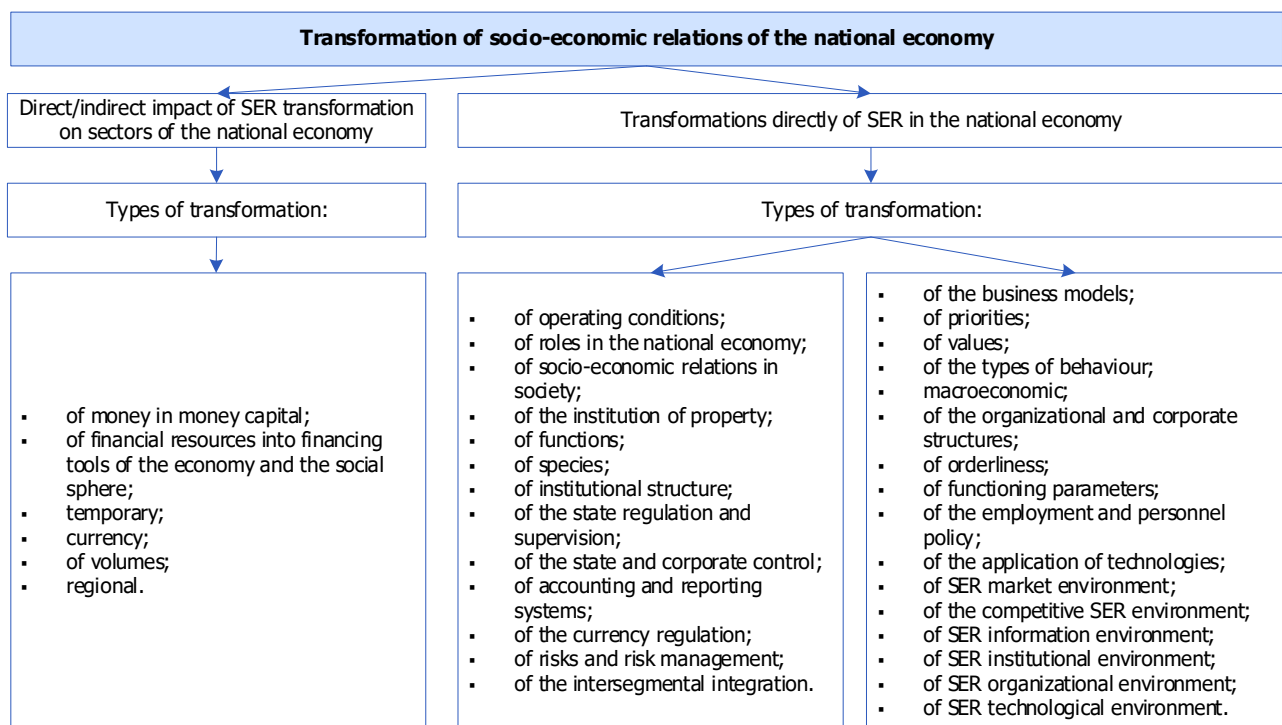 Transformation of socio-economic relations of the national economy
Direct/indirect impact of SER transformation
on sectors of the national economy
Transformations directly of SER in the national economy
Types of transformation:
Types of transformation:
▪ of money in money capital;
▪ of financial resources into financing
tools of the economy and the social
sphere;
▪ temporary;
▪ currency;
▪ of volumes;
▪ regional.
▪ of operating conditions;
▪ of roles in the national economy;
▪ of socio-economic relations in
society;
▪ of the institution of property;
▪ of functions;
▪ of species;
▪ of institutional structure;
▪ of the state regulation and
supervision;
▪ of the state and corporate control;
▪ of accounting and reporting
systems;
▪ of the currency regulation;
▪ of risks and risk management;
▪ of the intersegmental integration.
▪ of the business models;
▪ of priorities;
▪ of values;
▪ of the types of behaviour;
▪ macroeconomic;
▪ of the organizational and corporate
structures;
▪ of orderliness;
▪ of functioning parameters;
▪ of the employment and personnel
policy;
▪ of the application of technologies;
▪ of SER market environment;
▪ of the competitive SER environment;
▪ of SER information environment;
▪ of SER institutional environment;
▪ of SER organizational environment;
▪ of SER technological environment.